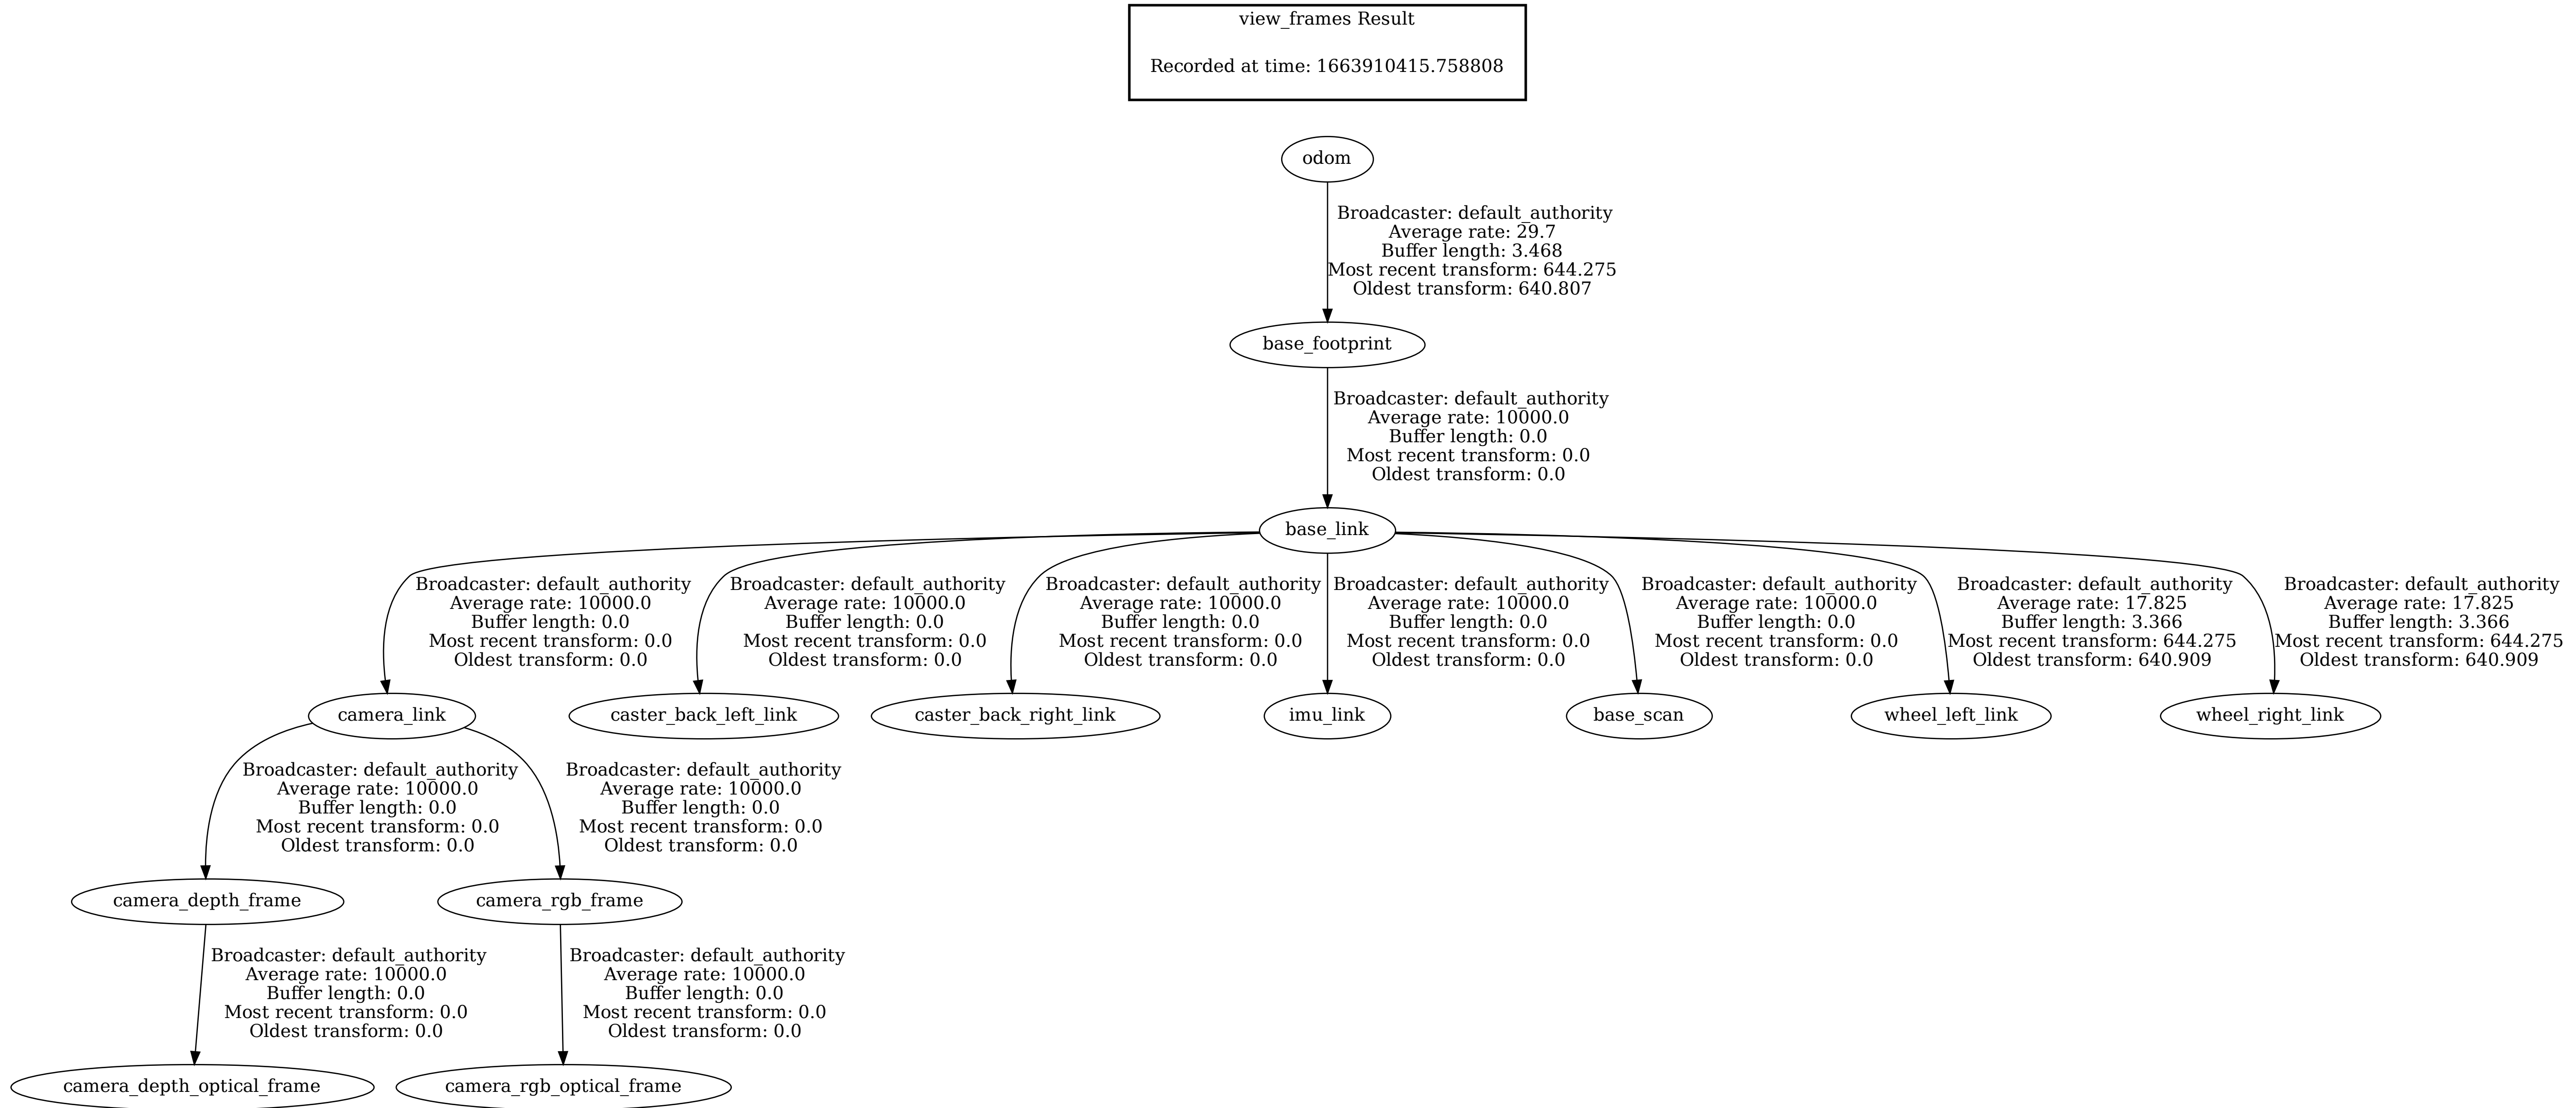 view_frames Result
Recorded at time: 1663910415.758808
odom
Broadcaster: default_authority
Average rate: 29.7
Buffer length: 3.468
Most recent transform: 644.275
Oldest transform: 640.807
base_footprint
Broadcaster: default_authority
Average rate: 10000.0
Buffer length: 0.0
Most recent transform: 0.0
Oldest transform: 0.0
base_link
Broadcaster: default_authority
Average rate: 10000.0
Buffer length: 0.0
Most recent transform: 0.0
Oldest transform: 0.0
Broadcaster: default_authority
Average rate: 10000.0
Buffer length: 0.0
Most recent transform: 0.0
Oldest transform: 0.0
Broadcaster: default_authority
Average rate: 10000.0
Buffer length: 0.0
Most recent transform: 0.0
Oldest transform: 0.0
Broadcaster: default_authority
Average rate: 10000.0
Buffer length: 0.0
Most recent transform: 0.0
Oldest transform: 0.0
Broadcaster: default_authority
Average rate: 10000.0
Buffer length: 0.0
Most recent transform: 0.0
Oldest transform: 0.0
Broadcaster: default_authority
Average rate: 17.825
Buffer length: 3.366
Most recent transform: 644.275
Oldest transform: 640.909
Broadcaster: default_authority
Average rate: 17.825
Buffer length: 3.366
Most recent transform: 644.275
Oldest transform: 640.909
camera_link
caster_back_left_link
caster_back_right_link
imu_link
base_scan
wheel_left_link
wheel_right_link
Broadcaster: default_authority
Average rate: 10000.0
Buffer length: 0.0
Most recent transform: 0.0
Oldest transform: 0.0
Broadcaster: default_authority
Average rate: 10000.0
Buffer length: 0.0
Most recent transform: 0.0
Oldest transform: 0.0
camera_depth_frame
camera_rgb_frame
Broadcaster: default_authority
Average rate: 10000.0
Buffer length: 0.0
Most recent transform: 0.0
Oldest transform: 0.0
Broadcaster: default_authority
Average rate: 10000.0
Buffer length: 0.0
Most recent transform: 0.0
Oldest transform: 0.0
camera_depth_optical_frame
camera_rgb_optical_frame